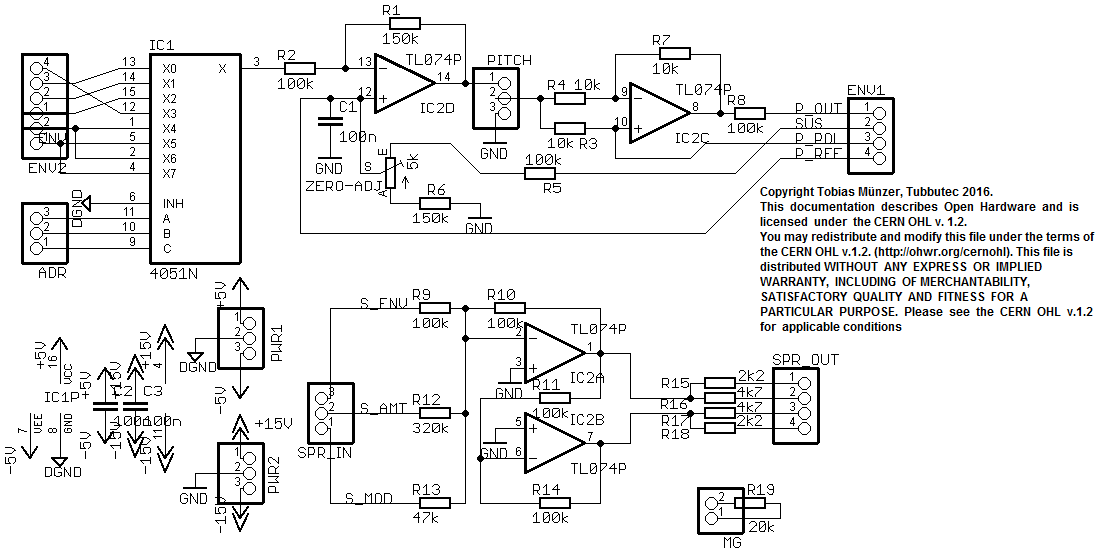 R1
150k
IC1
R2
100k
13
14
12
TL074P
IC2D
PITCH
1
2
3
GND
R4
10k
10k
R3
R7
10k
9
10
8
TL074P
IC2C
R8
100k
ENV1
P_OUT
SUS
P_POL
P_REF
1
2
3
4
4
3
2
1
ENV2
13
14
15
12
1
5
2
4
6
11
10
9
X0
X1
X2
X3
X4
X5
X6
X7
INH
A
B
C
X
3
4051N
DGND
3
2
1
ADR
C1
100n
GND
S
E
A
5k
ZERO-ADJ
R6
150k
GND
100k
R5
Copyright Tobias Münzer, Tubbutec 2016.
This documentation describes Open Hardware and is
licensed under the CERN OHL v. 1.2.
You may redistribute and modify this file under the terms of
the CERN OHL v.1.2. (http://ohwr.org/cernohl). This file is
distributed WITHOUT ANY EXPRESS OR IMPLIED
WARRANTY, INCLUDING OF MERCHANTABILITY,
SATISFACTORY QUALITY AND FITNESS FOR A
PARTICULAR PURPOSE. Please see the CERN OHL v.1.2
for applicable conditions
+5V
1
2
3
PWR1
DGND
-5V
+15V
1
2
3
PWR2
GND
-15V
+5V
16
VCC
IC1P
7
VEE
8
GND
-5V
DGND
+5V
-5V
+15V
C2
100n
-15V
C3
100n
+15V
4
11
-15V
S_ENV
R9
100k
R10
100k
3
2
1
SPR_IN
S_AMT
R12
320k
S_MOD
R13
47k
2
3
1
TL074P
IC2A
GND
R11
100k
IC2B
5
6
7
GND
TL074P
R14
100k
SPR_OUT
R15
2k2
R16
4k7
R17
4k7
R18
2k2
1
2
3
4
2
1
R19
20k
MG